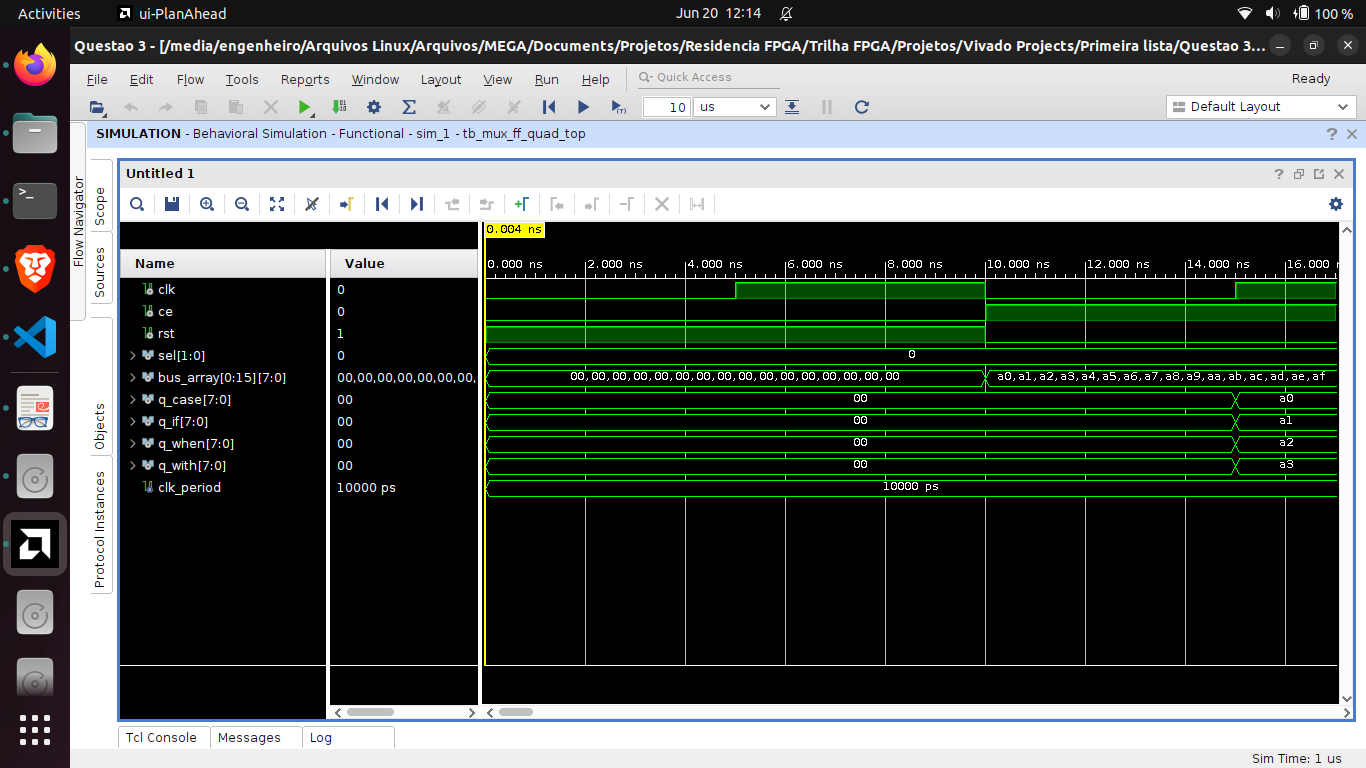 Activities ui-PlanAhead Jun 20 12:14 100 %
Questao 3 - [/media/engenheiro/Arquivos Linux/Arquivos/MEGA/Documents/Projetos/Residencia FPGA/Trilha FPGA/Projetos/Vivado Projects/Primeira lista/Questao 3...
File Edit Flow Tools Reports Window Layout View Run Help Quick Access Ready
10 us Default Layout
SIMULATION - Behavioral Simulation - Functional - sim_1 - tb_mux_ff_quad_top
Flow Navigator
Scope
Sources
Objects
Protocol Instances
Untitled 1
0.004 ns
Name Value 0.000 ns 2.000 ns 4.000 ns 6.000 ns 8.000 ns 10.000 ns 12.000 ns 14.000 ns 16.000
clk 0
ce 0
rst 1
sel[1:0] 0 0
bus_array[0:15][7:0] 00,00,00,00,00,00,00, 00,00,00,00,00,00,00,00,00,00,00,00,00,00,00,00 a0,a1,a2,a3,a4,a5,a6,a7,a8,a9,aa,ab,ac,ad,ae,af
q_case[7:0] 00 00 a0
q_if[7:0] 00 00 a1
q_when[7:0] 00 00 a2
q_with[7:0] 00 00 a3
clk_period 10000 ps 10000 ps
Tcl Console Messages Log
Sim Time: 1 us